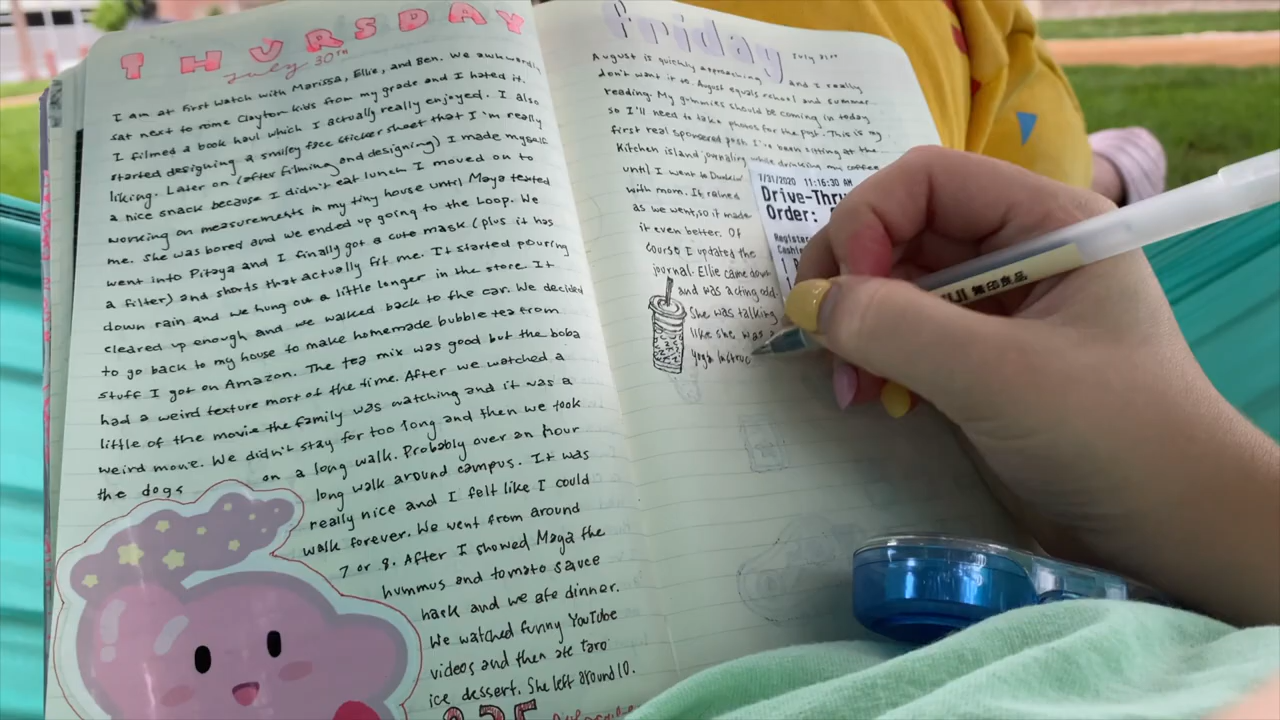 THURSDAY
July 30TH
I am at First Watch with Marissa, Ellie, and Ben. We awkwardly
sat next to some Clayton kids from my grade and I hated it.
I filmed a book haul which I actually really enjoyed. I also
started designing a smiley face sticker sheet that I'm really
liking. Later on (after filming and designing) I made myself
a nice snack because I didn't eat lunch I moved on to
working on measurements in my tiny house until Maya texted
me. She was bored and we ended up going to the Loop. We
went into Pitaya and I finally got a cute mask (plus it has
a filter) and shorts that actually fit me. It started pouring
down rain and we hung out a little longer in the store. It
cleared up enough and we walked back to the car. We decided
to go back to my house to make homemade bubble tea from
stuff I got on Amazon. The tea mix was good but the boba
had a weird texture most of the time. After we watched a
little of the movie the family was watching and it was a
weird movie. We didn't stay for too long and then we took
the dogs on a long walk. Probably over an hour
long walk around campus. It was
really nice and I felt like I could
walk forever. We went from around
7 or 8. After I showed Maya the
hummus and tomato sauce
hack and we ate dinner.
We watched funny YouTube
videos and then ate taro
ice dessert. She left around 10.
friday
July 31st
August is quickly approaching and I really
don't want it to. August equals school and summer
reading. My gummies should be coming in today
so I'll need to take photos for the post. This is my
first real sponsored post. I've been sitting at the
kitchen island journaling while drinking my coffee
until I went to Dunkin'
with mom. It rained
as we went, so it made
it even better. Of
course I updated the
journal. Ellie came down
and was acting odd.
She was talking
like she was a
yoga instruc
7/31/2020 11:16:30 AM
Drive-Thru
Order:
無印良品